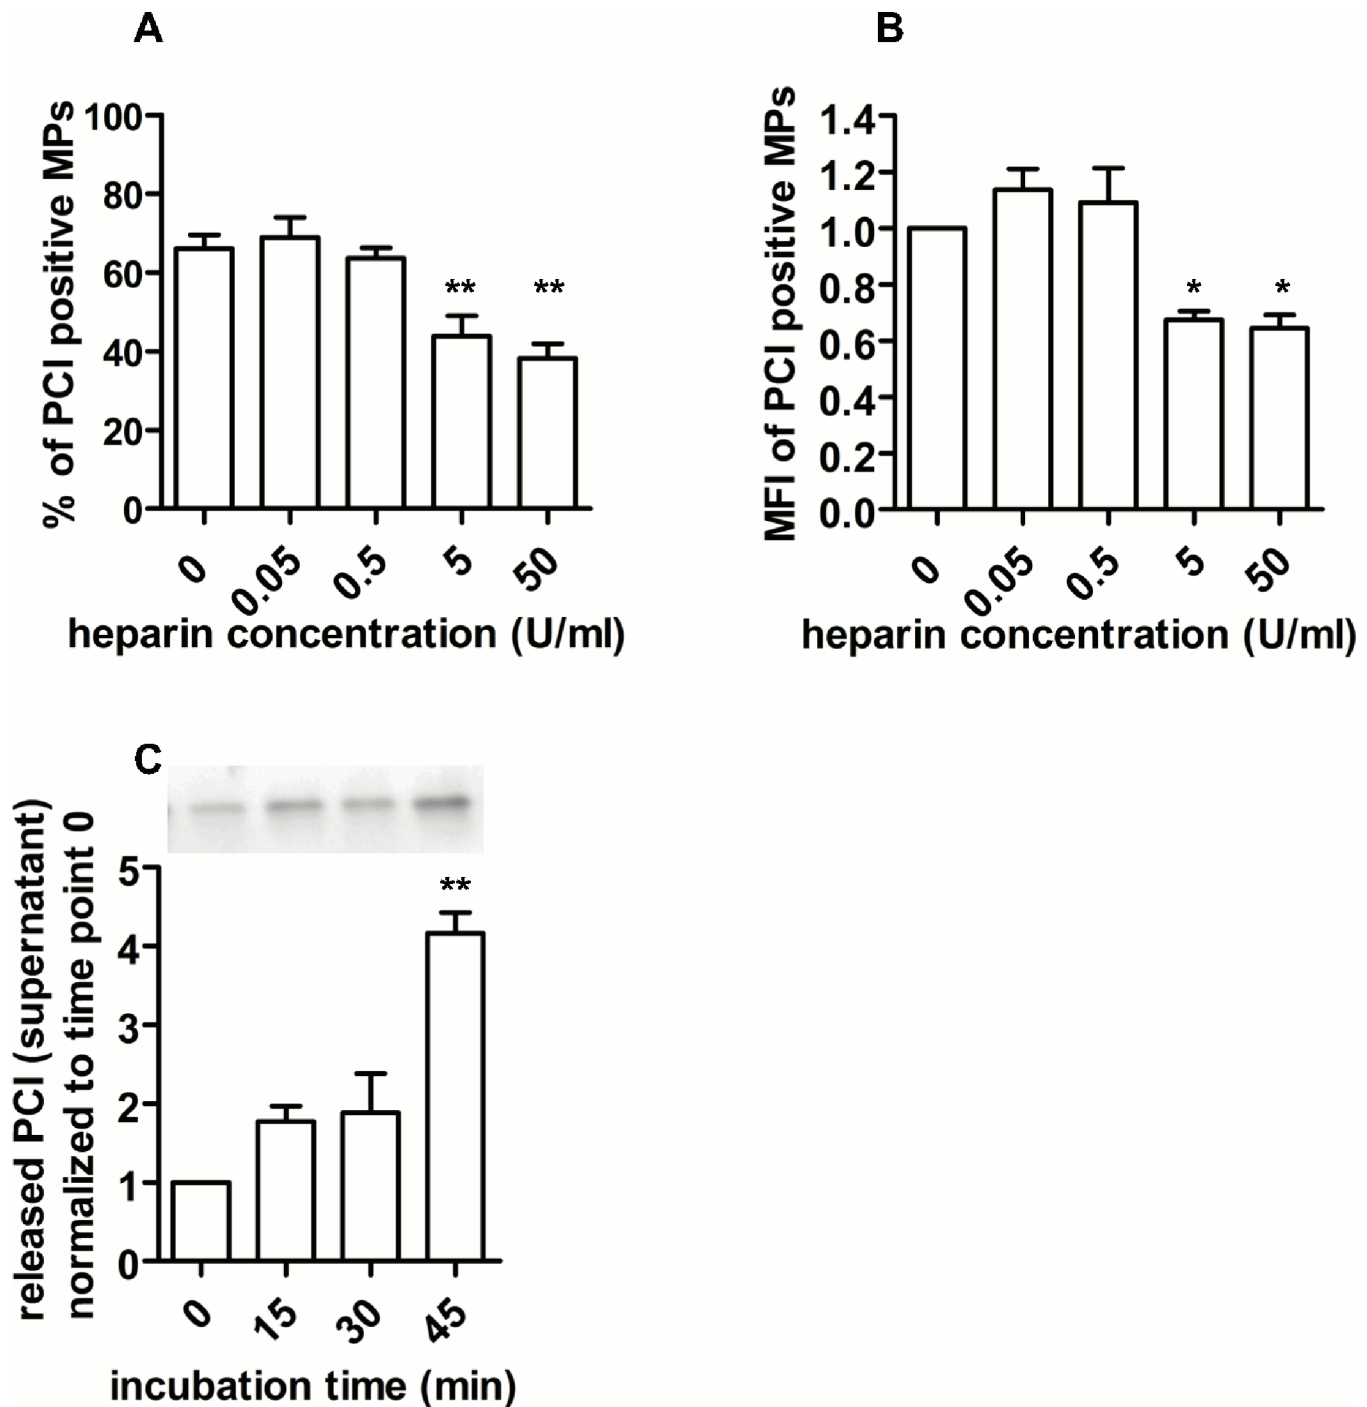 A
% of PCI positive MPs
100
80
60
40
20
0
** **
0 0.05 0.5 5 50
heparin concentration (U/ml)
B
MFI of PCI positive MPs
1.4
1.2
1.0
0.8
0.6
0.4
0.2
0.0
* *
0 0.05 0.5 5 50
heparin concentration (U/ml)
C
released PCI (supernatant)
normalized to time point 0
5
4
3
2
1
0
**
0 15 30 45
incubation time (min)